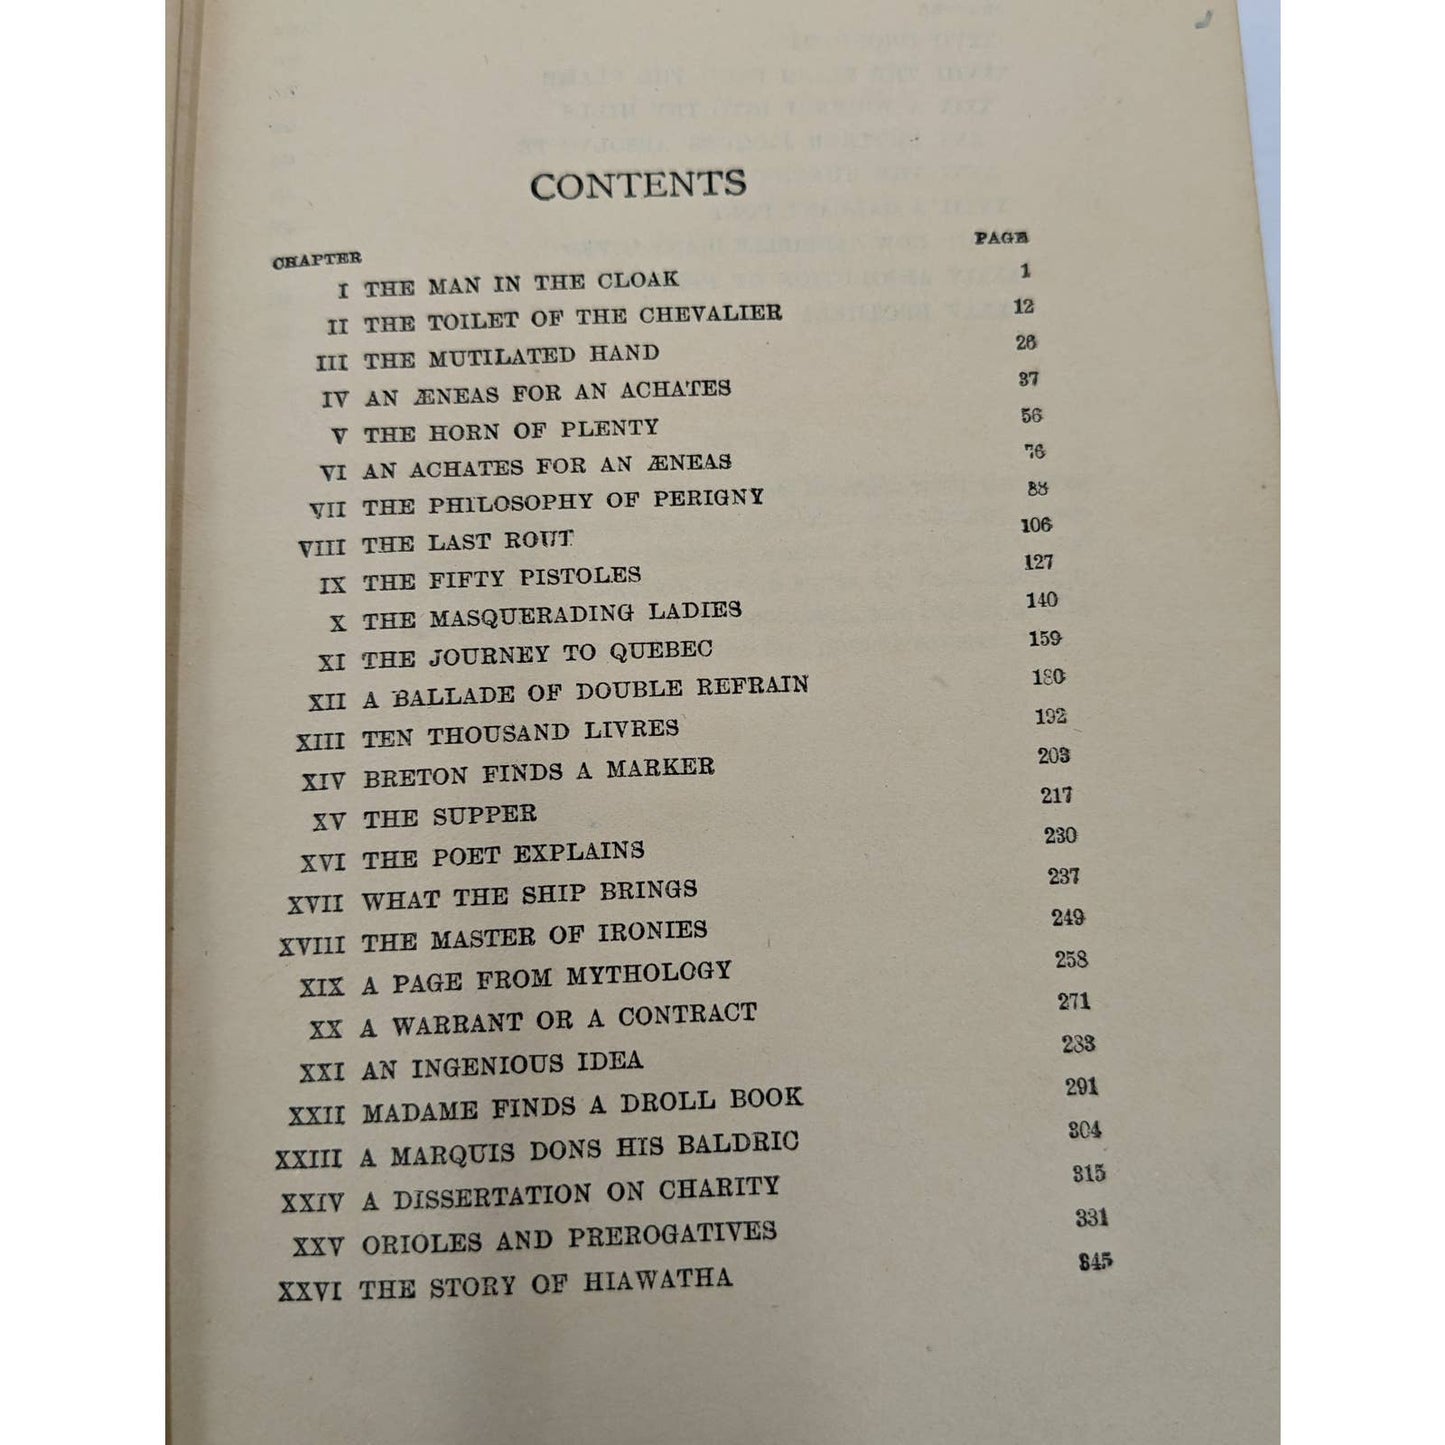 CONTENTS
CHAPTER PAGE
I THE MAN IN THE CLOAK 1
II THE TOILET OF THE CHEVALIER 12
III THE MUTILATED HAND 26
IV AN ÆNEAS FOR AN ACHATES 37
V THE HORN OF PLENTY 56
VI AN ACHATES FOR AN ÆNEAS 76
VII THE PHILOSOPHY OF PERIGNY 88
VIII THE LAST ROUT 106
IX THE FIFTY PISTOLES 127
X THE MASQUERADING LADIES 140
XI THE JOURNEY TO QUEBEC 159
XII A BALLADE OF DOUBLE REFRAIN 180
XIII TEN THOUSAND LIVRES 192
XIV BRETON FINDS A MARKER 203
XV THE SUPPER 217
XVI THE POET EXPLAINS 230
XVII WHAT THE SHIP BRINGS 237
XVIII THE MASTER OF IRONIES 249
XIX A PAGE FROM MYTHOLOGY 258
XX A WARRANT OR A CONTRACT 271
XXI AN INGENIOUS IDEA 283
XXII MADAME FINDS A DROLL BOOK 291
XXIII A MARQUIS DONS HIS BALDRIC 304
XXIV A DISSERTATION ON CHARITY 315
XXV ORIOLES AND PREROGATIVES 331
XXVI THE STORY OF HIAWATHA 345